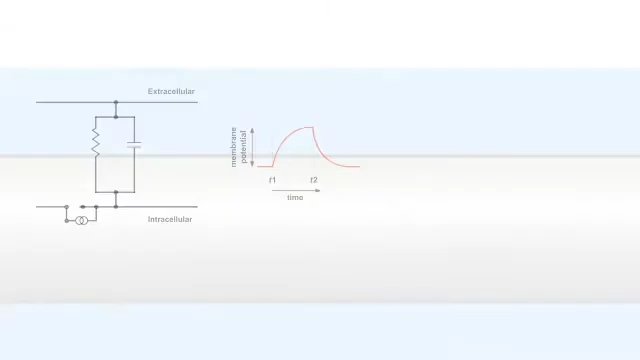 Extracellular
membrane
potential
t1 t2
time
Intracellular